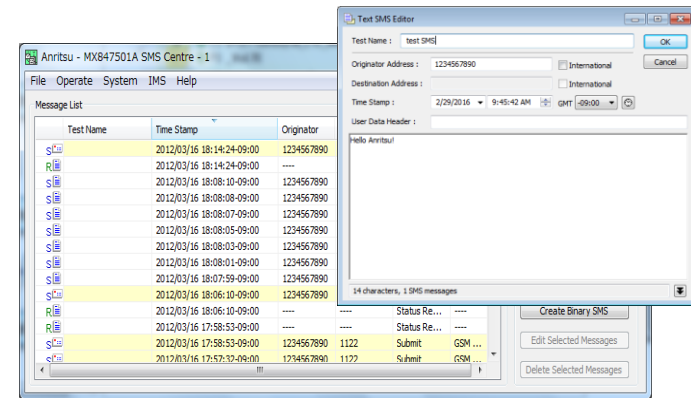 Text SMS Editor
Test Name : test SMS
OK
Originator Address : 1234567890 International
Cancel
Destination Address : International
Time Stamp : 2/29/2016 9:45:42 AM GMT -09:00
User Data Header :
Hello Anritsu!
14 characters, 1 SMS messages
Anritsu - MX847501A SMS Centre - 1
File Operate System IMS Help
Message List
Test Name Time Stamp Originator
S 2012/03/16 18:14:24-09:00 1234567890
R 2012/03/16 18:14:24-09:00 ----
S 2012/03/16 18:08:10-09:00 1234567890
S 2012/03/16 18:08:08-09:00 1234567890
S 2012/03/16 18:08:07-09:00 1234567890
S 2012/03/16 18:08:05-09:00 1234567890
S 2012/03/16 18:08:03-09:00 1234567890
S 2012/03/16 18:08:01-09:00 1234567890
S 2012/03/16 18:07:59-09:00 1234567890
S 2012/03/16 18:06:10-09:00 1234567890
R 2012/03/16 18:06:10-09:00 ---- ---- Status Re... ----
R 2012/03/16 17:58:53-09:00 ---- ---- Status Re... ----
S 2012/03/16 17:58:53-09:00 1234567890 1122 Submit GSM ...
S 2012/03/16 17:57:32-09:00 1234567890 1122 Submit GSM ...
Create Binary SMS
Edit Selected Messages
Delete Selected Messages